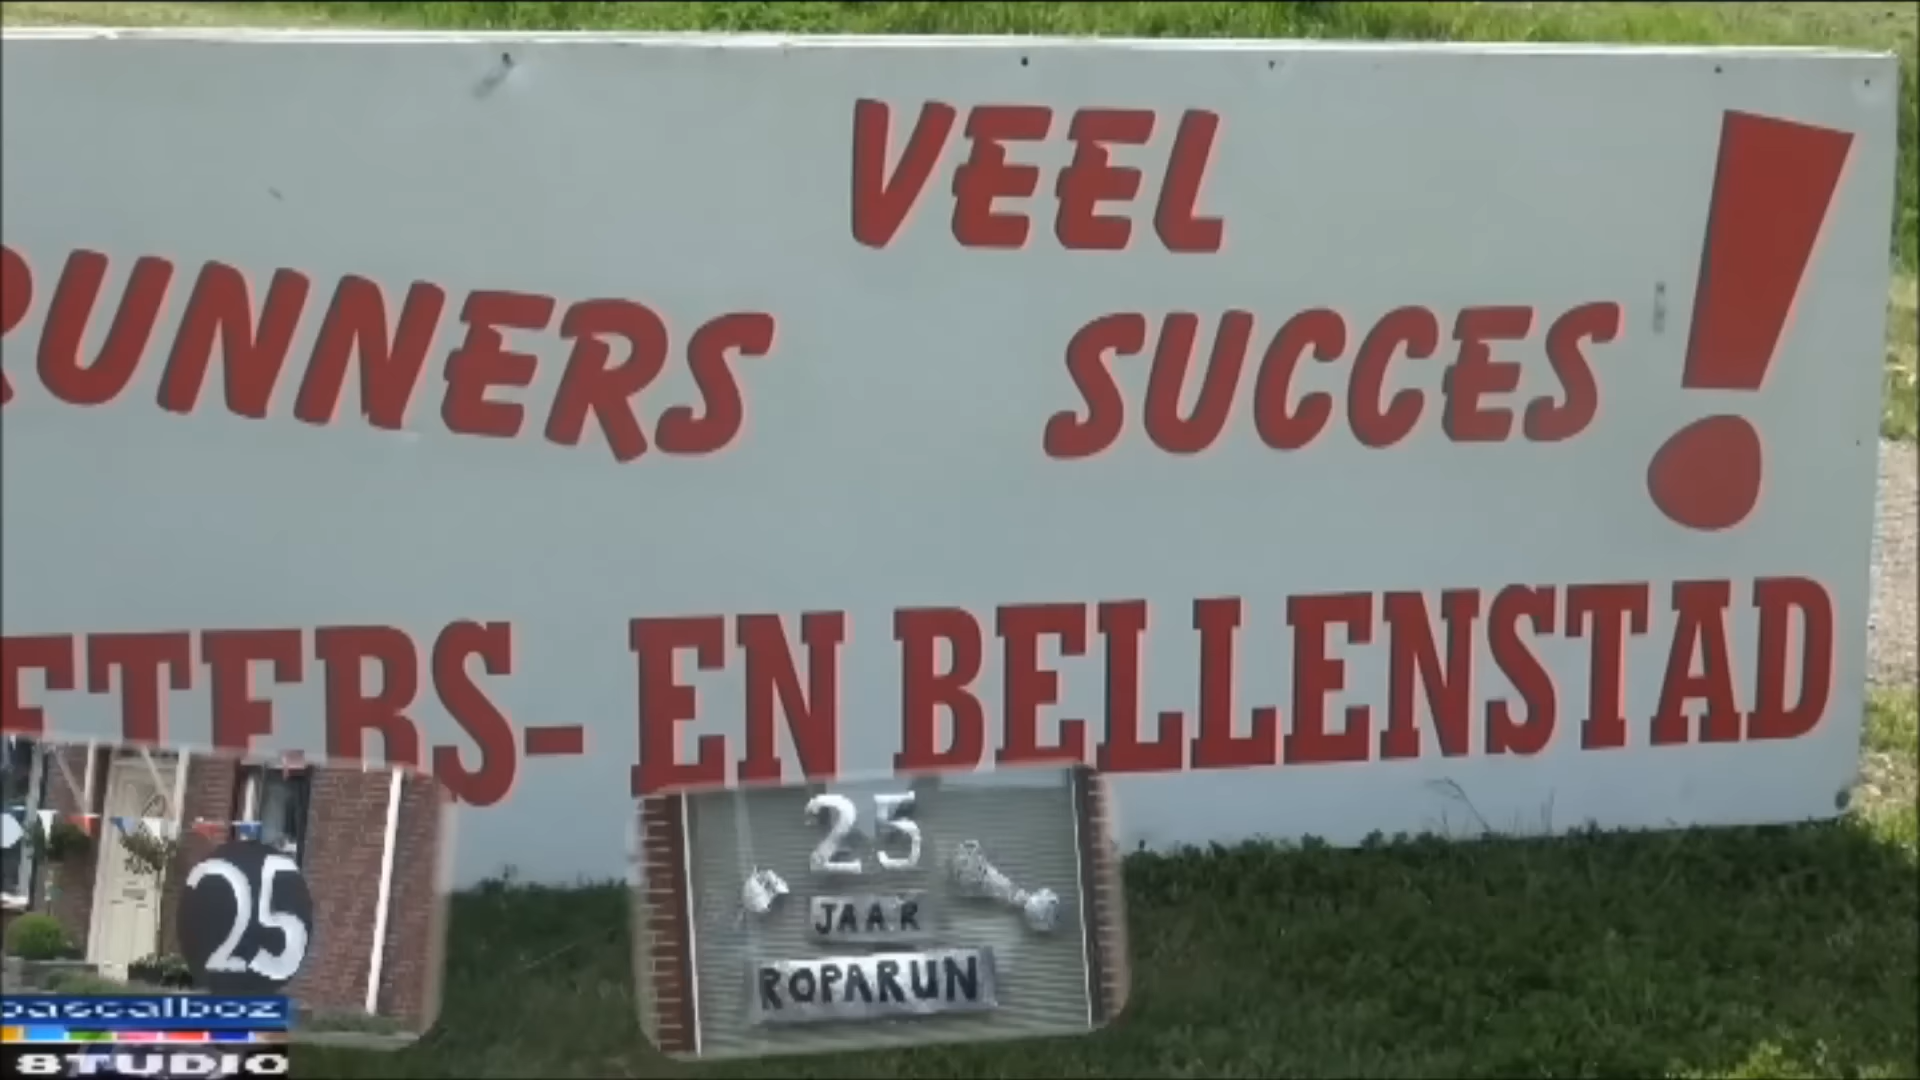 VEEL
RUNNERS SUCCES!
ETERS- EN BELLENSTAD
25
25
JAAR
ROPARUN
pascalboz
STUDIO